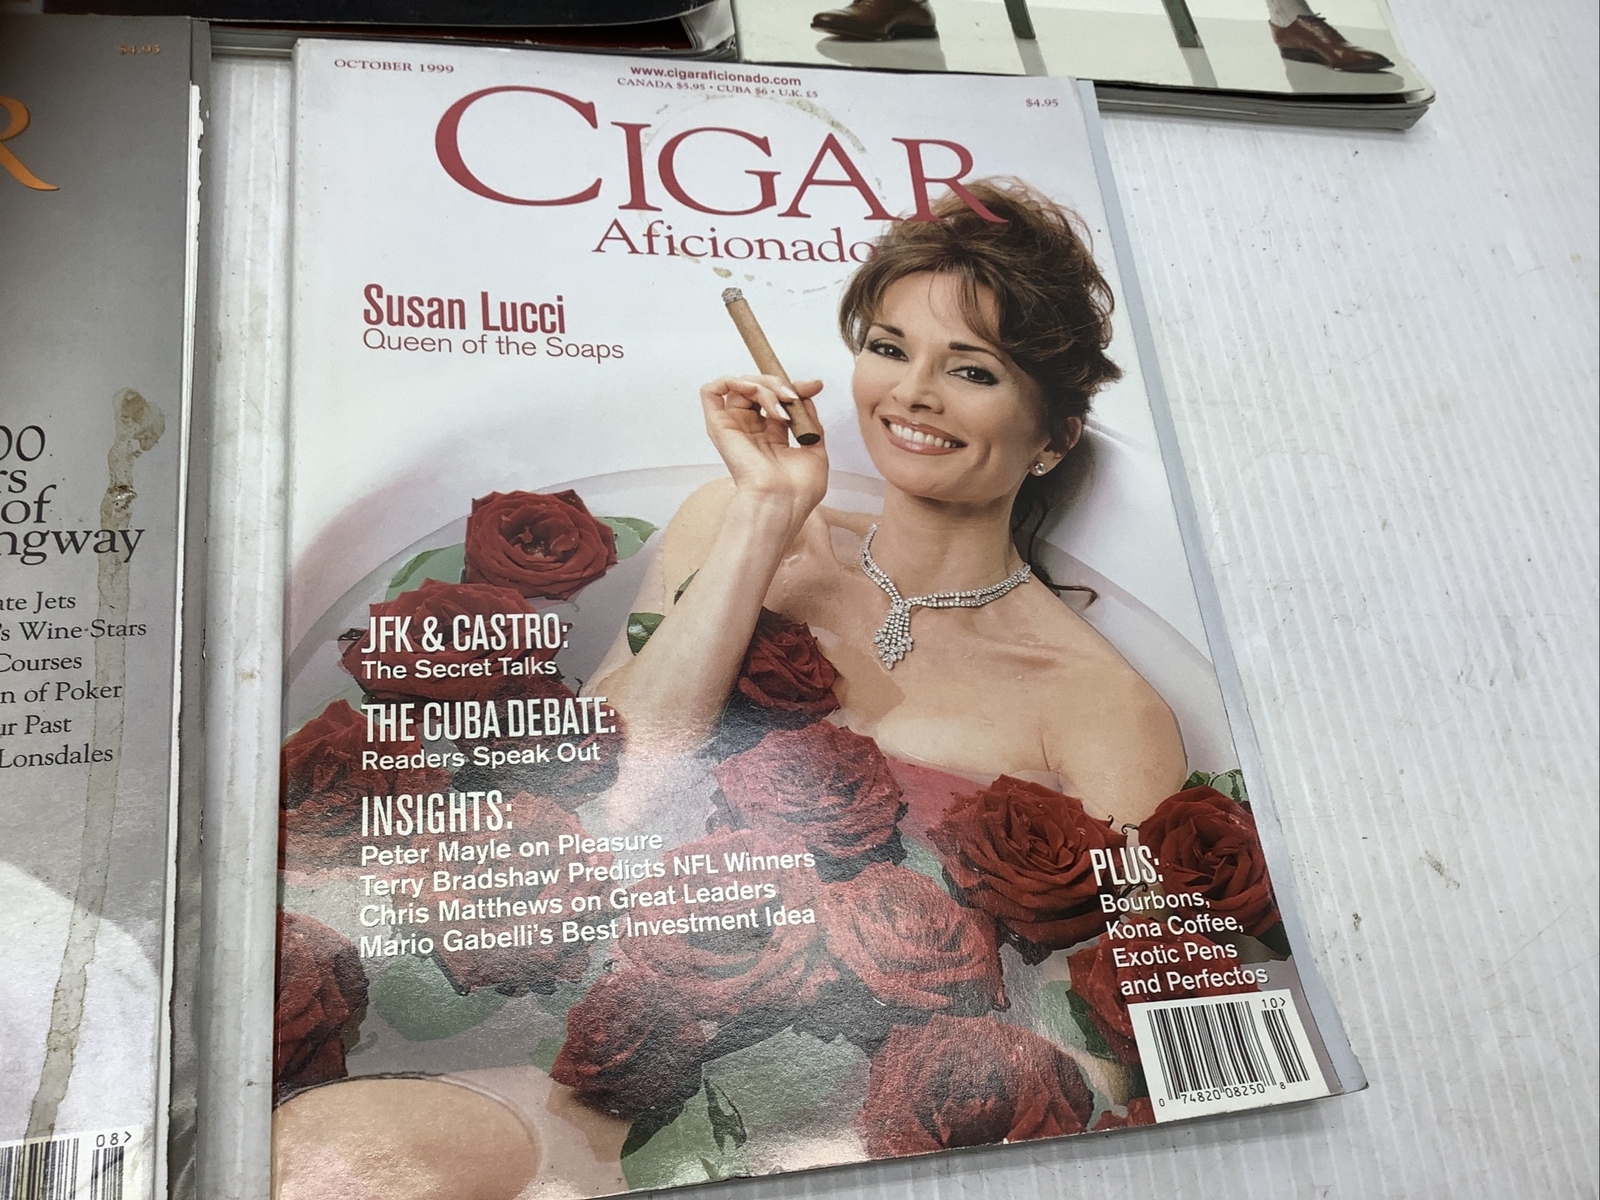 $4.95
R
00
rs
of
ngway
ate Jets
's Wine Stars
Courses
n of Poker
ur Past
Lonsdales
08>
OCTOBER 1999
www.cigaraficionado.com
CANADA $5.95 • CUBA $6 • U.K. £5
$4.95
CIGAR
Aficionado
Susan Lucci
Queen of the Soaps
JFK & CASTRO:
The Secret Talks
THE CUBA DEBATE:
Readers Speak Out
INSIGHTS:
Peter Mayle on Pleasure
Terry Bradshaw Predicts NFL Winners
Chris Matthews on Great Leaders
Mario Gabelli's Best Investment Idea
PLUS:
Bourbons,
Kona Coffee,
Exotic Pens
and Perfectos
10>
0 74820 08250 8